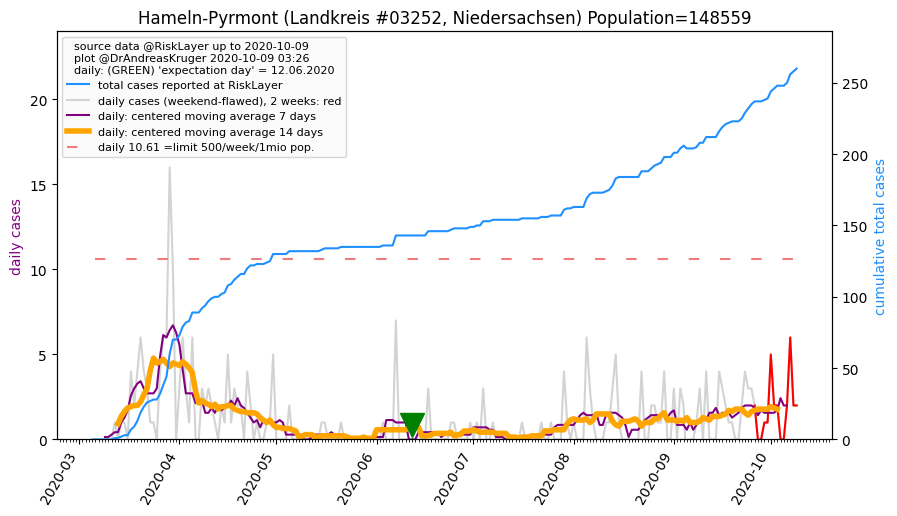 Hameln-Pyrmont (Landkreis #03252, Niedersachsen) Population=148559
source data @RiskLayer up to 2020-10-09
plot @DrAndreasKruger 2020-10-09 03:26
daily: (GREEN) 'expectation day' = 12.06.2020
total cases reported at RiskLayer
daily cases (weekend-flawed), 2 weeks: red
daily: centered moving average 7 days
daily: centered moving average 14 days
daily 10.61 =limit 500/week/1mio pop.
daily cases
20
15
10
5
0
cumulative total cases
250
200
150
100
50
0
2020-03
2020-04
2020-05
2020-06
2020-07
2020-08
2020-09
2020-10